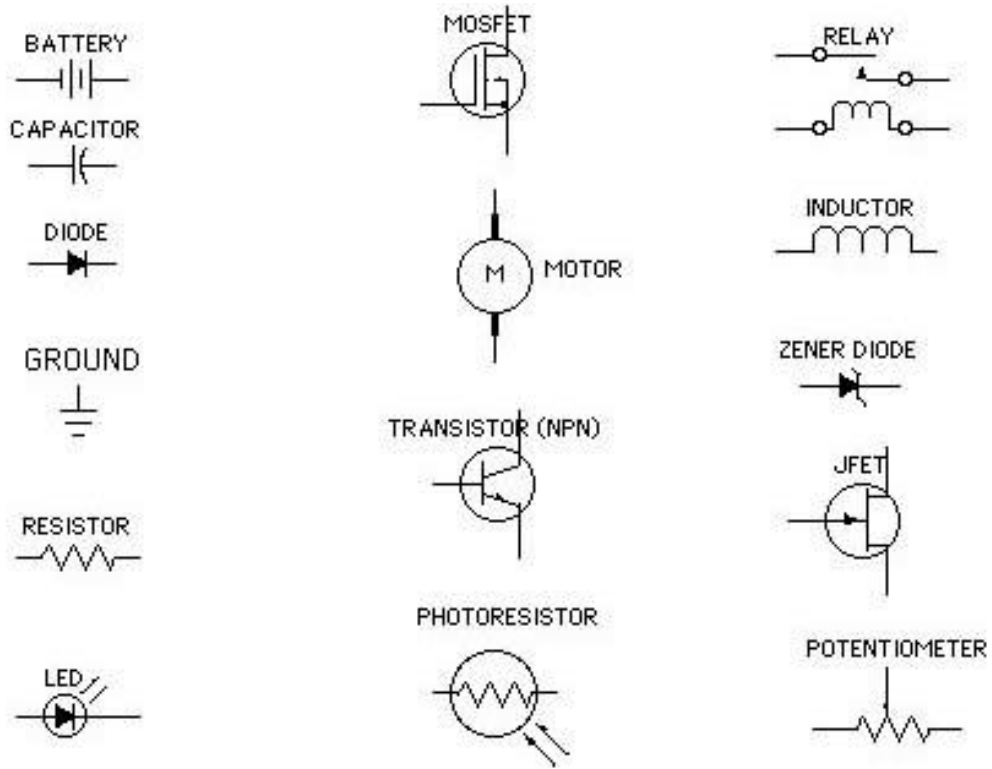 BATTERY
CAPACITOR
DIODE
GROUND
RESISTOR
LED
MOSFET
M
MOTOR
TRANSISTOR (NPN)
PHOTORESISTOR
RELAY
INDUCTOR
ZENER DIODE
JFET
POTENTIOMETER